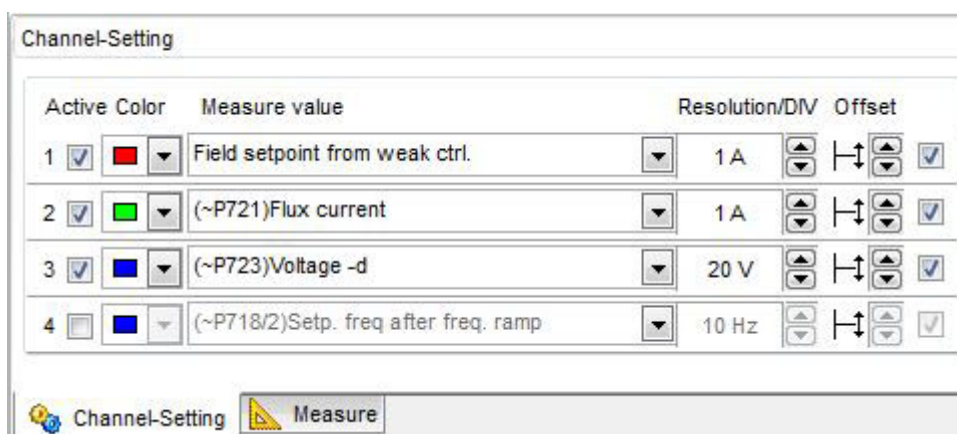 Channel-Setting
Active Color Measure value Resolution/DIV Offset
1 Field setpoint from weak ctrl. 1 A
2 (~P721)Flux current 1 A
3 (~P723)Voltage -d 20 V
4 (~P718/2)Setp. freq after freq. ramp 10 Hz
Channel-Setting Measure